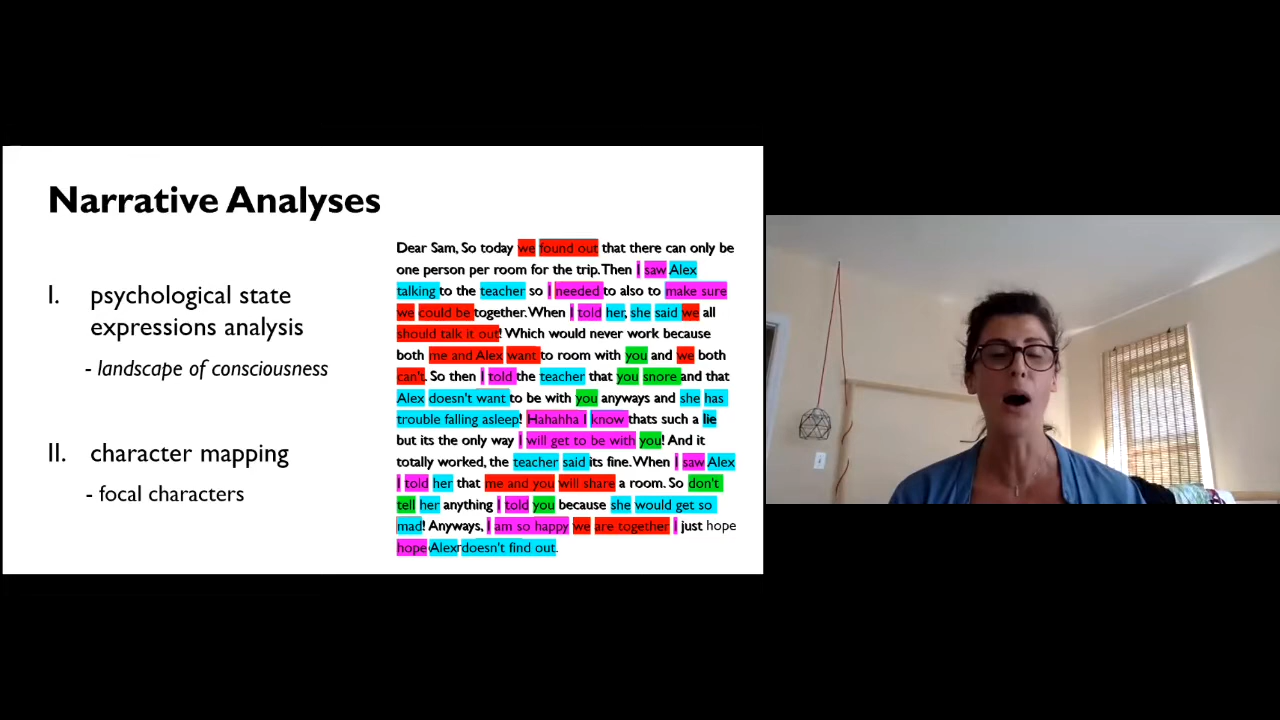 Narrative Analyses
I. psychological state
expressions analysis
- landscape of consciousness
II. character mapping
- focal characters
Dear Sam, So today we found out that there can only be
one person per room for the trip. Then I saw Alex
talking to the teacher so I needed to also to make sure
we could be together. When I told her, she said we all
should talk it out! Which would never work because
both me and Alex want to room with you and we both
can't. So then I told the teacher that you snore and that
Alex doesn't want to be with you anyways and she has
trouble falling asleep! Hahahha I know thats such a lie
but its the only way I will get to be with you! And it
totally worked, the teacher said its fine. When I saw Alex
I told her that me and you will share a room. So don't
tell her anything I told you because she would get so
mad! Anyways, I am so happy we are together I just hope
hope Alex doesn't find out.